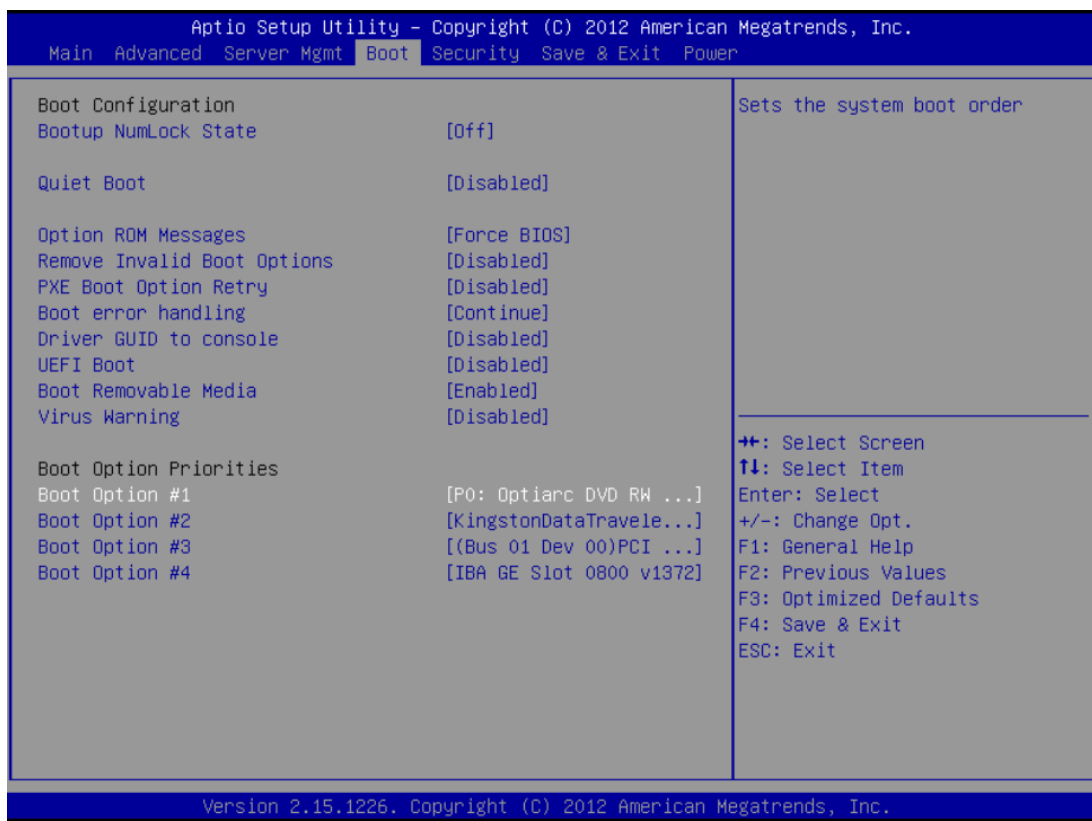 Aptio Setup Utility – Copyright (C) 2012 American Megatrends, Inc.
Main Advanced Server Mgmt Boot Security Save & Exit Power
Boot Configuration
Bootup NumLock State [Off]
Quiet Boot [Disabled]
Option ROM Messages [Force BIOS]
Remove Invalid Boot Options [Disabled]
PXE Boot Option Retry [Disabled]
Boot error handling [Continue]
Driver GUID to console [Disabled]
UEFI Boot [Disabled]
Boot Removable Media [Enabled]
Virus Warning [Disabled]
Boot Option Priorities
Boot Option #1 [P0: Optiarc DVD RW ...]
Boot Option #2 [KingstonDataTravele...]
Boot Option #3 [(Bus 01 Dev 00)PCI ...]
Boot Option #4 [IBA GE Slot 0800 v1372]
Sets the system boot order
→←: Select Screen
↑↓: Select Item
Enter: Select
+/-: Change Opt.
F1: General Help
F2: Previous Values
F3: Optimized Defaults
F4: Save & Exit
ESC: Exit
Version 2.15.1226. Copyright (C) 2012 American Megatrends, Inc.